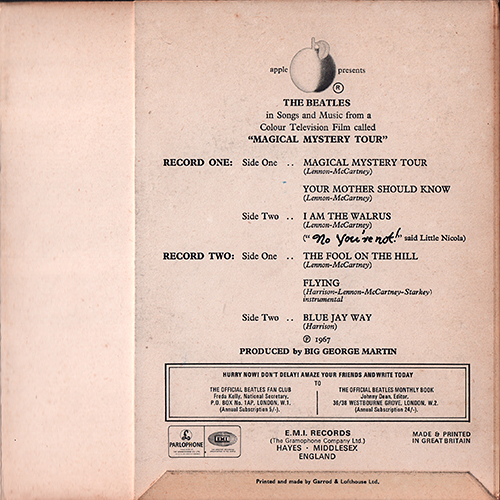 apple presents
®
THE BEATLES
in Songs and Music from a
Colour Television Film called
"MAGICAL MYSTERY TOUR"
RECORD ONE: Side One .. MAGICAL MYSTERY TOUR
(Lennon-McCartney)
YOUR MOTHER SHOULD KNOW
(Lennon-McCartney)
Side Two .. I AM THE WALRUS
(Lennon-McCartney)
("No You're not!" said Little Nicola)
RECORD TWO: Side One .. THE FOOL ON THE HILL
(Lennon-McCartney)
FLYING
(Harrison-Lennon-McCartney-Starkey)
instrumental
Side Two .. BLUE JAY WAY
(Harrison)
℗ 1967
PRODUCED by BIG GEORGE MARTIN
HURRY NOW! DON'T DELAY! AMAZE YOUR FRIENDS AND WRITE TODAY
TO
THE OFFICIAL BEATLES FAN CLUB
Freda Kelly, National Secretary,
P.O. BOX No. 1AP, LONDON, W.1.
(Annual Subscription 5/-).
THE OFFICIAL BEATLES MONTHLY BOOK
Johnny Dean, Editor,
36/38 WESTBOURNE GROVE, LONDON, W.2.
(Annual Subscription 24/-).
PARLOPHONE
EMI
E.M.I. RECORDS
(The Gramophone Company Ltd.)
HAYES · MIDDLESEX
ENGLAND
MADE & PRINTED
IN GREAT BRITAIN
Printed and made by Garrod & Lofthouse Ltd.